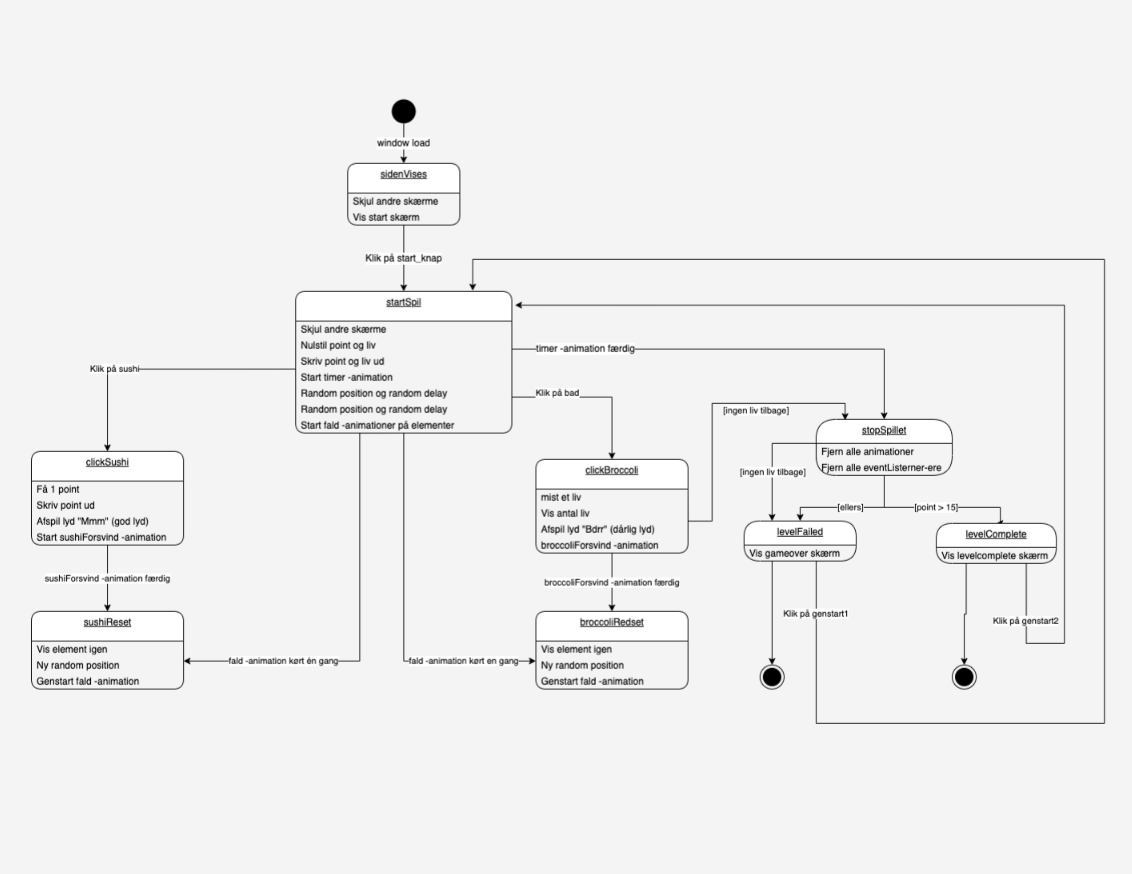 window load
sidenVises
Skjul andre skærme
Vis start skærm
Klik på start_knap
startSpil
Skjul andre skærme
Nulstil point og liv
Skriv point og liv ud
Start timer -animation
Random position og random delay
Random position og random delay
Start fald -animationer på elementer
timer -animation færdig
Klik på sushi
Klik på bad
[ingen liv tilbage]
stopSpillet
Fjern alle animationer
Fjern alle eventListerner-ere
clickSushi
Få 1 point
Skriv point ud
Afspil lyd "Mmm" (god lyd)
Start sushiForsvind -animation
clickBroccoli
mist et liv
Vis antal liv
Afspil lyd "Bdrr" (dårlig lyd)
broccoliForsvind -animation
[ingen liv tilbage]
[ellers]
[point > 15]
levelFailed
Vis gameover skærm
levelComplete
Vis levelcomplete skærm
sushiForsvind -animation færdig
broccoliForsvind -animation færdig
Klik på genstart1
Klik på genstart2
sushiReset
Vis element igen
Ny random position
Genstart fald -animation
fald -animation kørt én gang
fald -animation kørt en gang
broccoliRedset
Vis element igen
Ny random position
Genstart fald -animation